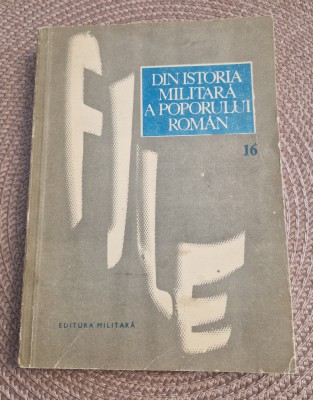 FILE
DIN ISTORIA
MILITARĂ
A POPORULUI
ROMÂN
16
EDITURA MILITARĂ